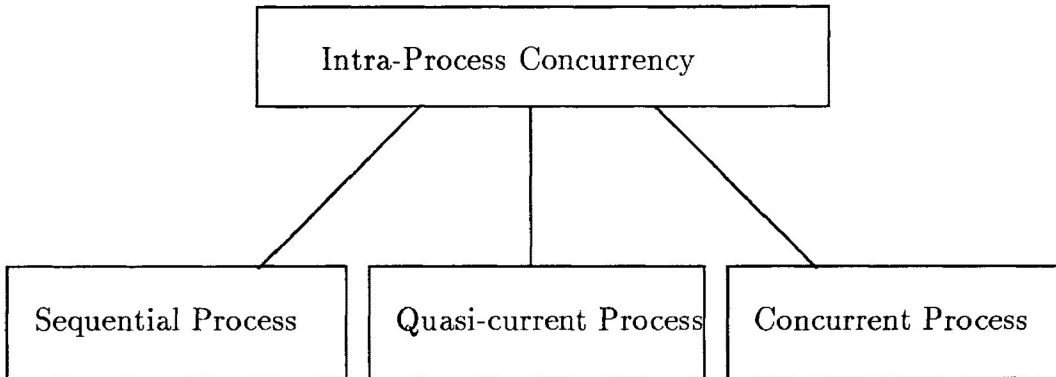 Intra-Process Concurrency
Sequential Process
Quasi-current Process
Concurrent Process